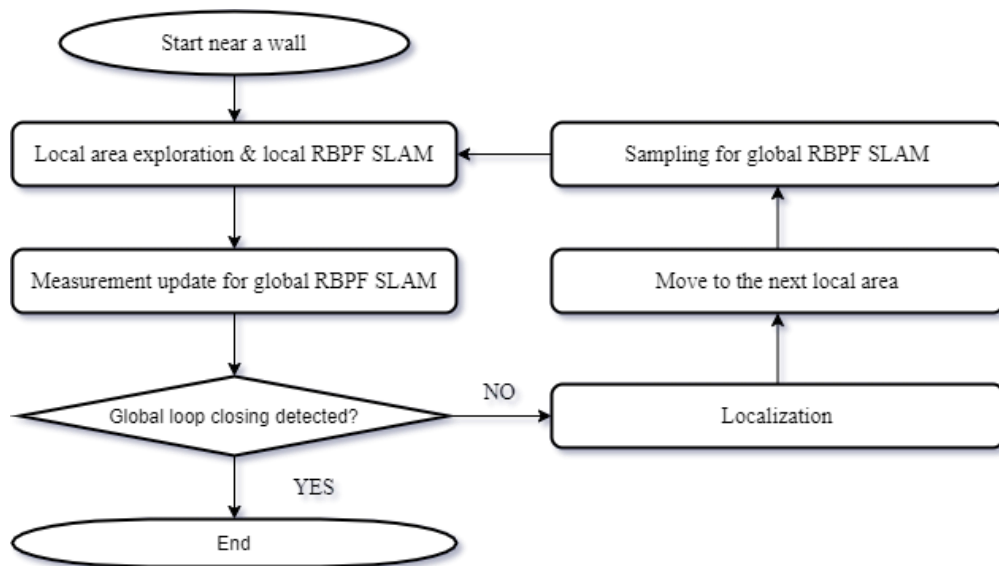 Start near a wall
Local area exploration & local RBPF SLAM
Sampling for global RBPF SLAM
Measurement update for global RBPF SLAM
Move to the next local area
Global loop closing detected?
NO
Localization
YES
End